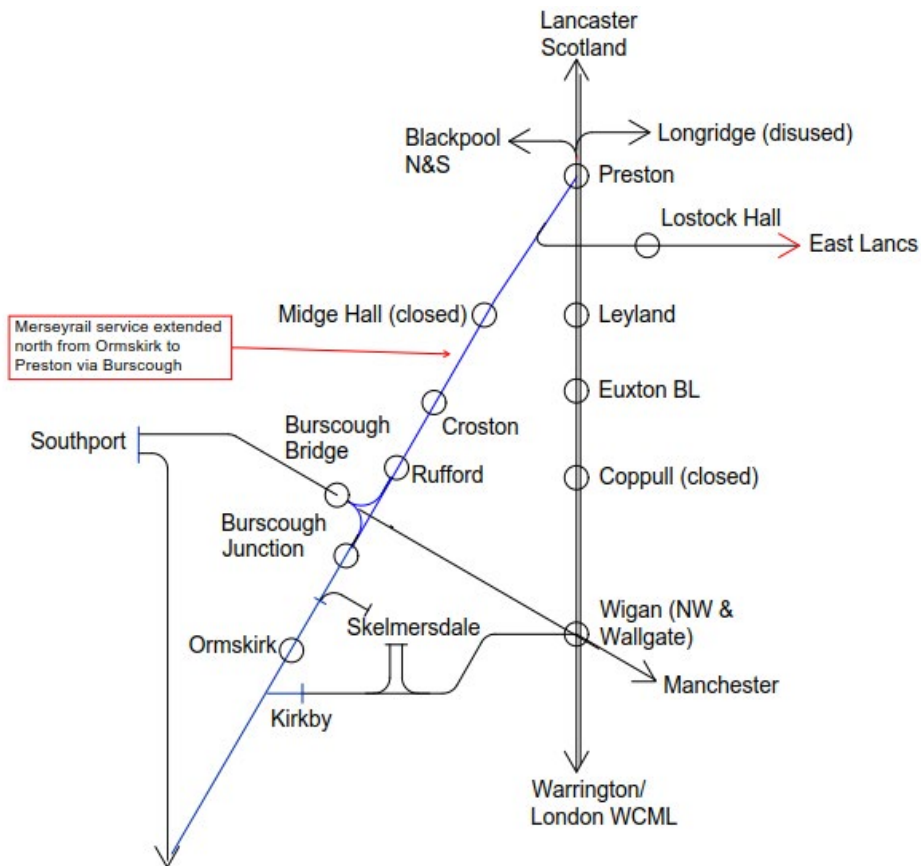 Lancaster
Scotland
Blackpool
N&S
Longridge (disused)
Preston
Lostock Hall
East Lancs
Midge Hall (closed)
Leyland
Merseyrail service extended
north from Ormskirk to
Preston via Burscough
Euxton BL
Croston
Southport
Burscough
Bridge
Rufford
Coppull (closed)
Burscough
Junction
Wigan (NW &
Wallgate)
Skelmersdale
Ormskirk
Manchester
Kirkby
Warrington/
London WCML